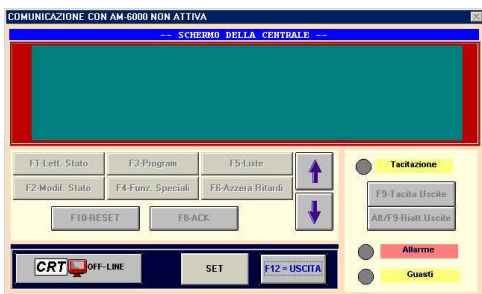 COMUNICAZIONE CON AM-6000 NON ATTIVA
-- SCHERMO DELLA CENTRALE --
F1-Lett. Stato F3-Program F5-Liste
F2-Modif. Stato F4-Funz. Speciali F6-Azzera Ritardi
F10-RESET F8-ACK
Tacitazione
F9-Tacita Uscite
Alt/F9-Riatt.Uscite
Allarme
Guasti
CRT OFF-LINE SET F12 = USCITA